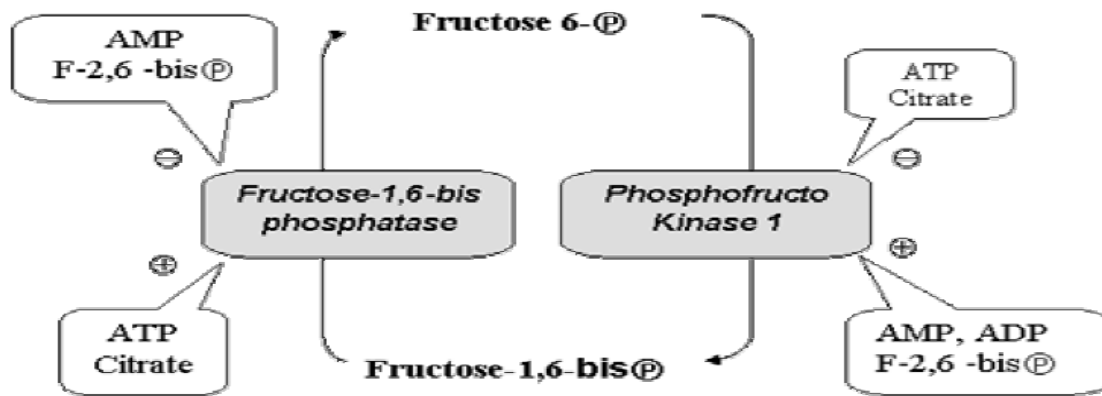 Fructose 6-Ⓟ
AMP
F-2,6 -bisⓅ
ATP
Citrate
⊖
⊖
Fructose-1,6-bis
phosphatase
Phosphofructo
Kinase 1
⊕
⊕
ATP
Citrate
AMP, ADP
F-2,6 -bisⓅ
Fructose-1,6-bisⓅ